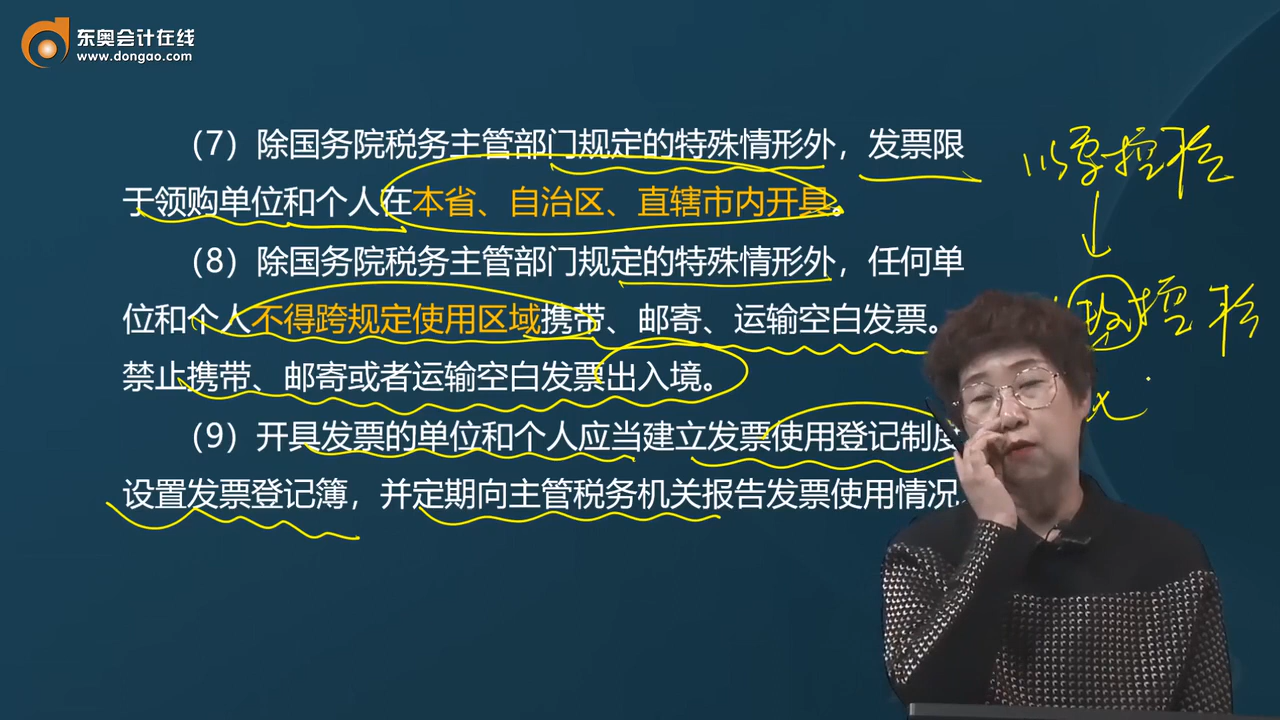 东奥会计在线
www.dongao.com
（7）除国务院税务主管部门规定的特殊情形外，发票限
于领购单位和个人在本省、自治区、直辖市内开具。
（8）除国务院税务主管部门规定的特殊情形外，任何单
位和个人不得跨规定使用区域携带、邮寄、运输空白发票。
禁止携带、邮寄或者运输空白发票出入境。
（9）开具发票的单位和个人应当建立发票使用登记制度
设置发票登记簿，并定期向主管税务机关报告发票使用情况
以票控税
数控税